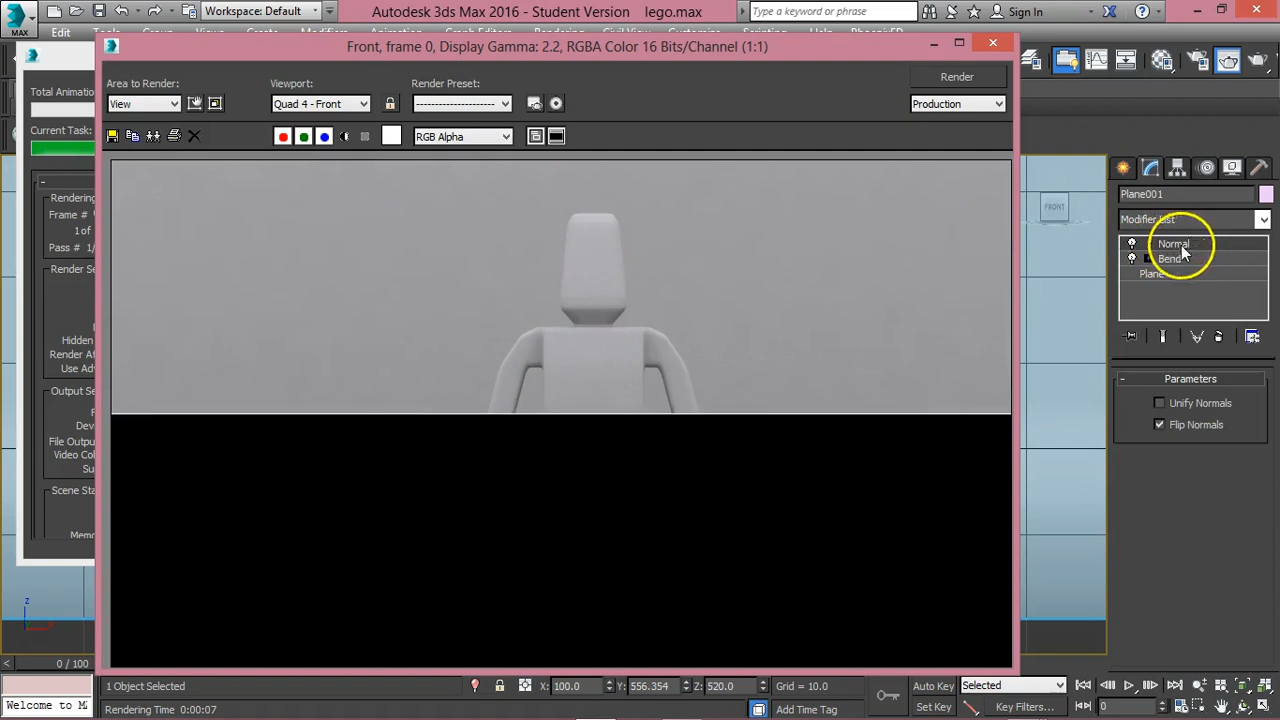 Workspace: Default
Autodesk 3ds Max 2016 - Student Version    lego.max
Type a keyword or phrase
Sign In
MAX
Edit
Front, frame 0, Display Gamma: 2.2, RGBA Color 16 Bits/Channel (1:1)
Total Animatio
Current Task:
Rendering
Frame #
1 of
Pass #  1/
Render Se
Hidden
Render At
Use Adv
Output Se
Dev
File Output
Video Col
Su
Scene Sta
Memo
Area to Render:
Viewport:
Render Preset:
Render
View
Quad 4 - Front
Production
RGB Alpha
FRONT
Plane001
Modifier List
Normal
Bend
Plane
Parameters
Unify Normals
Flip Normals
z
0 / 100
Welcome to M
1 Object Selected
X: 100.0
Y: 556.354
Z: 520.0
Grid = 10.0
Auto Key
Selected
Rendering Time  0:00:07
Add Time Tag
Set Key
Key Filters...
0